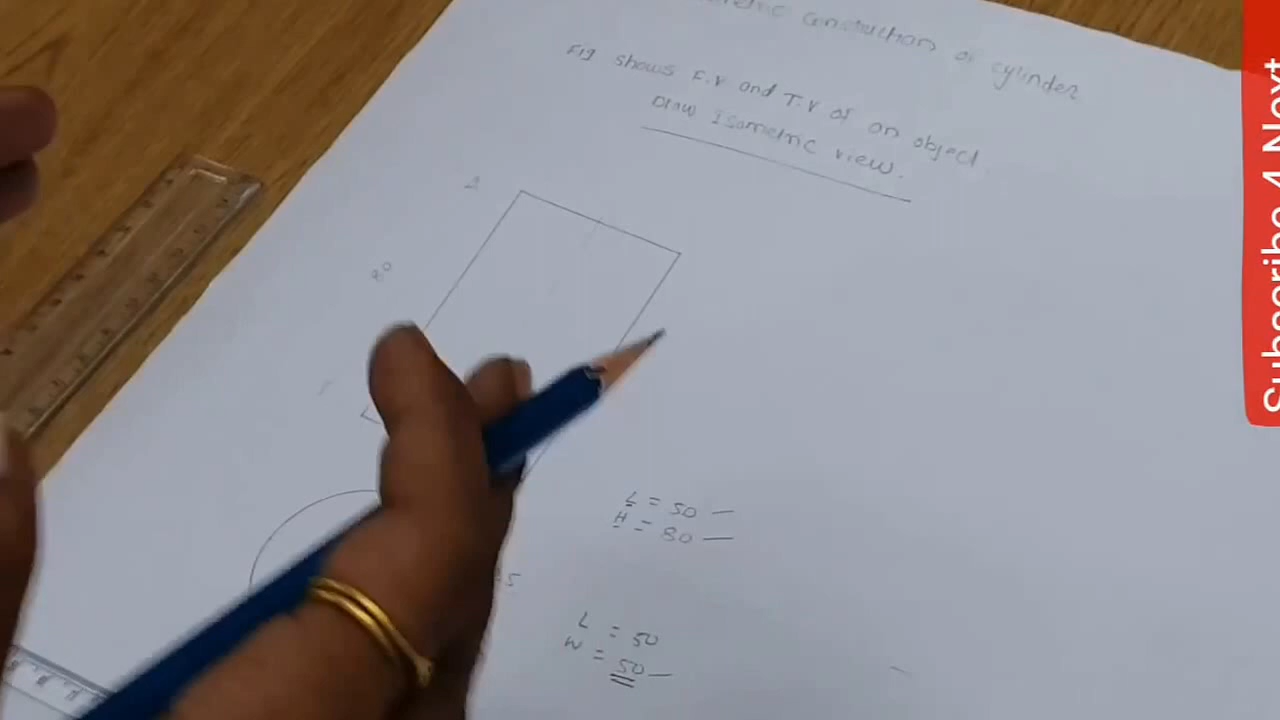 construction of cylinder
Fig shows F.V and T.V of an object.
Draw Isometric view.
80
L = 50
H = 80
L = 50
W = 50
Subscribe 4 Next